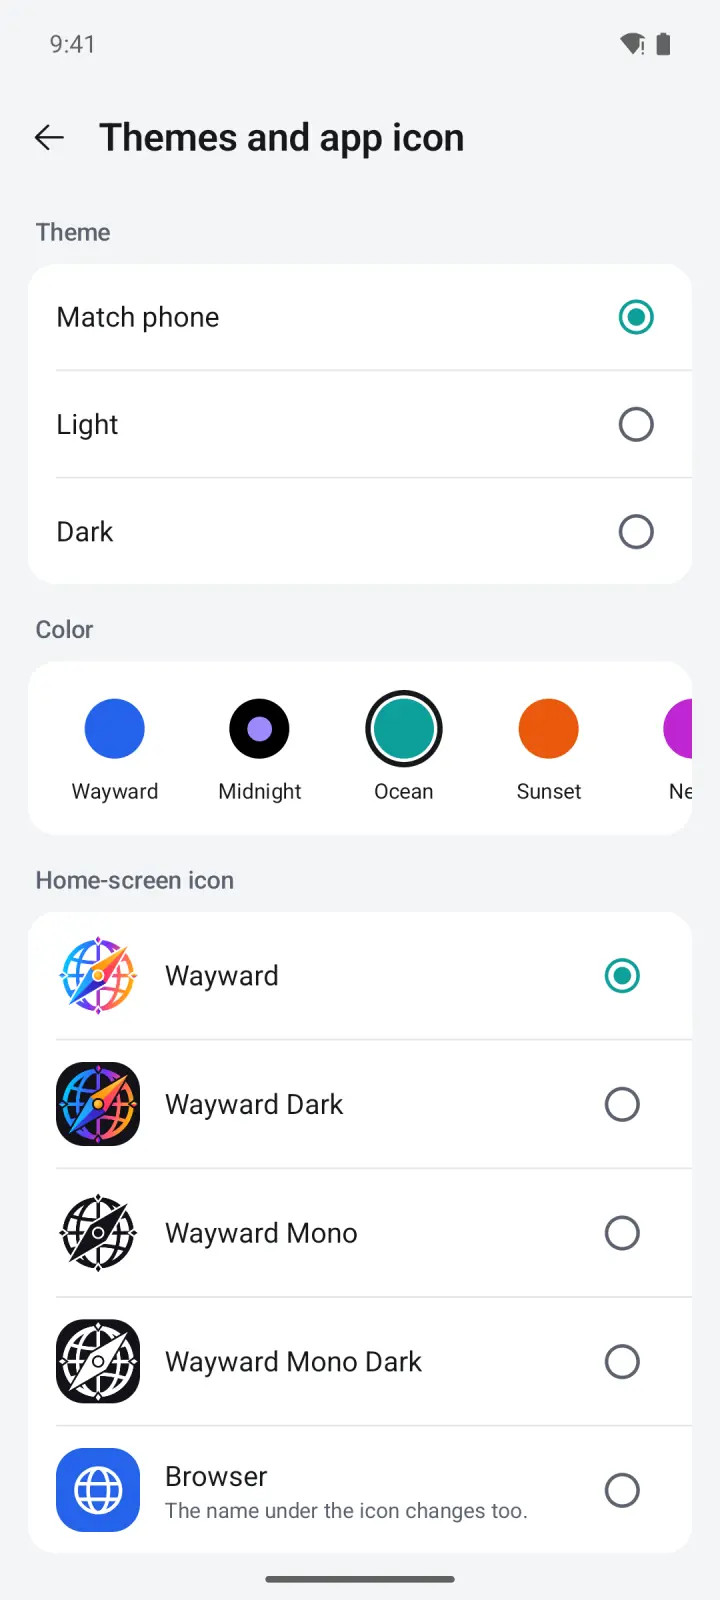 9:41
Themes and app icon
Theme
Match phone
Light
Dark
Color
Wayward
Midnight
Ocean
Sunset
Ne
Home-screen icon
Wayward
Wayward Dark
Wayward Mono
Wayward Mono Dark
Browser
The name under the icon changes too.